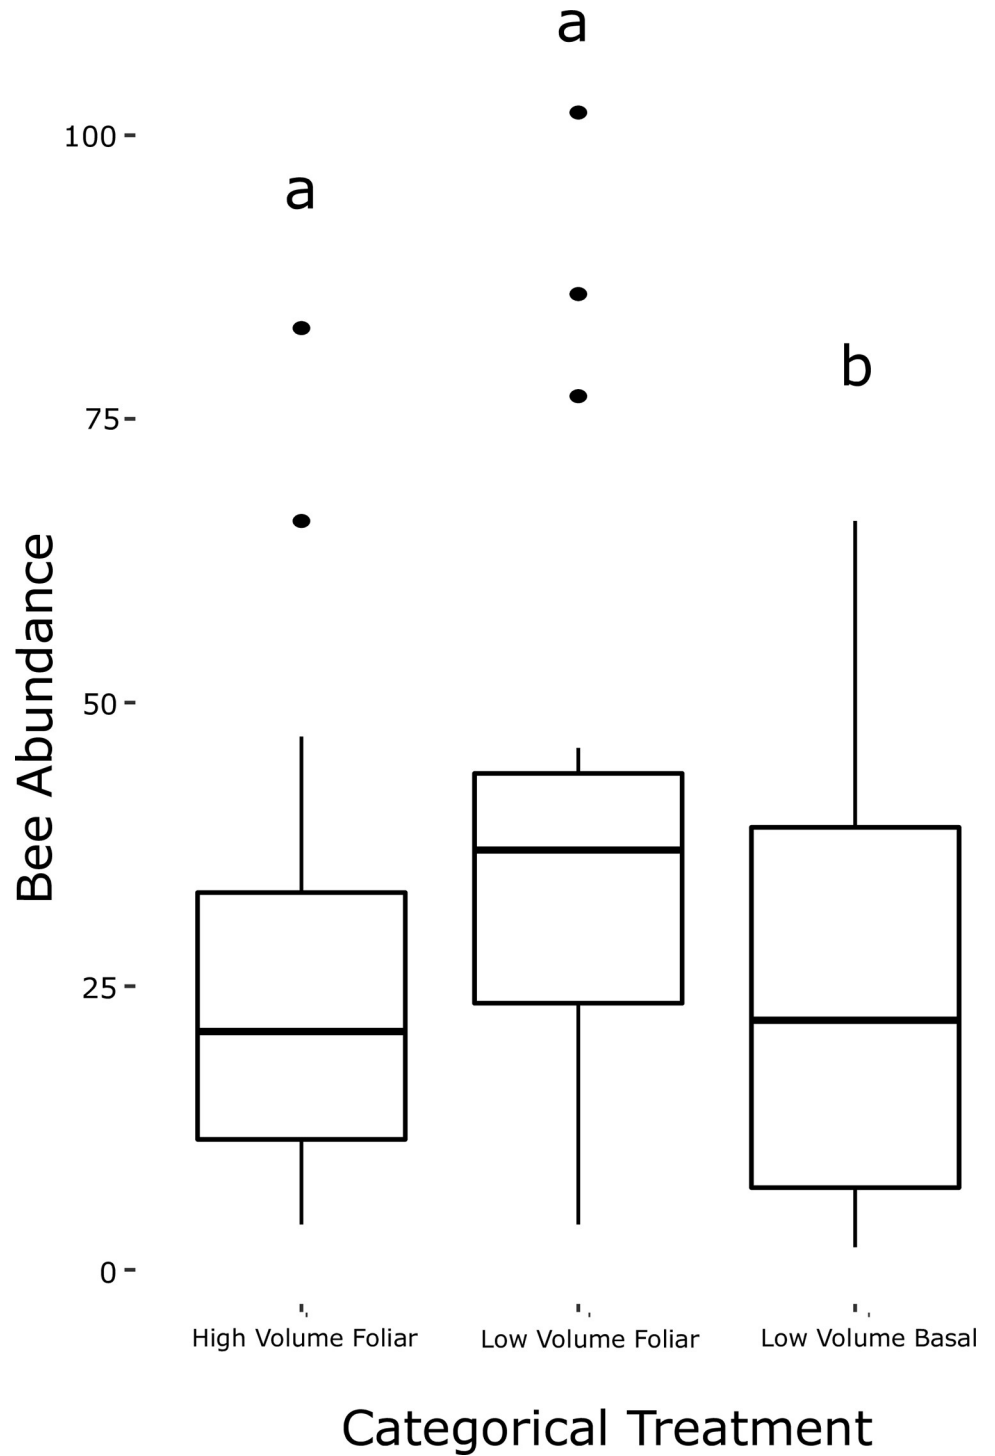 a
100
a
75
b
50
25
0
Bee Abundance
High Volume Foliar
Low Volume Foliar
Low Volume Basal
Categorical Treatment